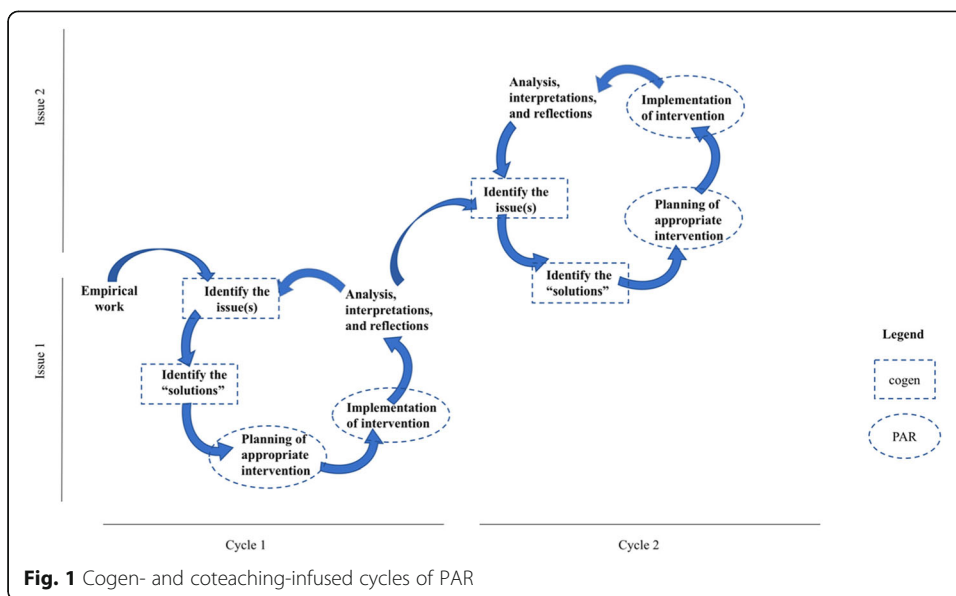 Issue 2
Analysis,
interpretations,
and reflections
Implementation
of intervention
Identify the
issue(s)
Planning of
appropriate
intervention
Identify the
“solutions”
Issue 1
Empirical
work
Identify the
issue(s)
Analysis,
interpretations,
and reflections
Identify the
“solutions”
Implementation
of intervention
Planning of
appropriate
intervention
Legend
cogen
PAR
Cycle 1
Cycle 2
Fig. 1 Cogen- and coteaching-infused cycles of PAR